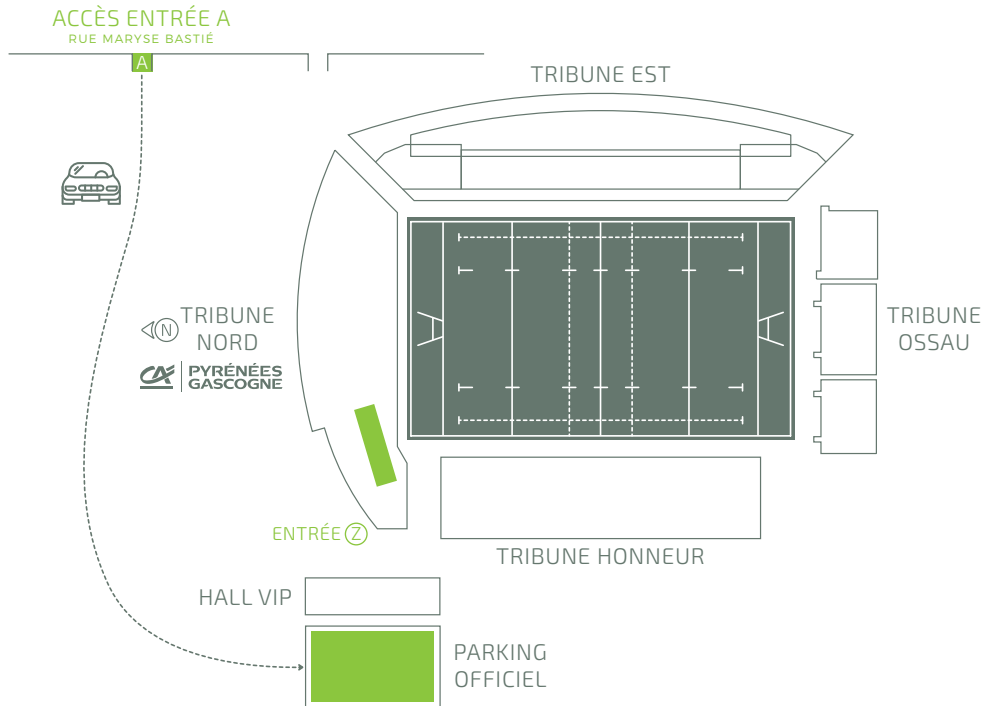 ACCÈS ENTRÉE A
RUE MARYSE BASTIÉ
A
TRIBUNE EST
N
TRIBUNE
NORD
CA
PYRÉNÉES
GASCOGNE
TRIBUNE
OSSAU
ENTRÉE Z
TRIBUNE HONNEUR
HALL VIP
PARKING
OFFICIEL